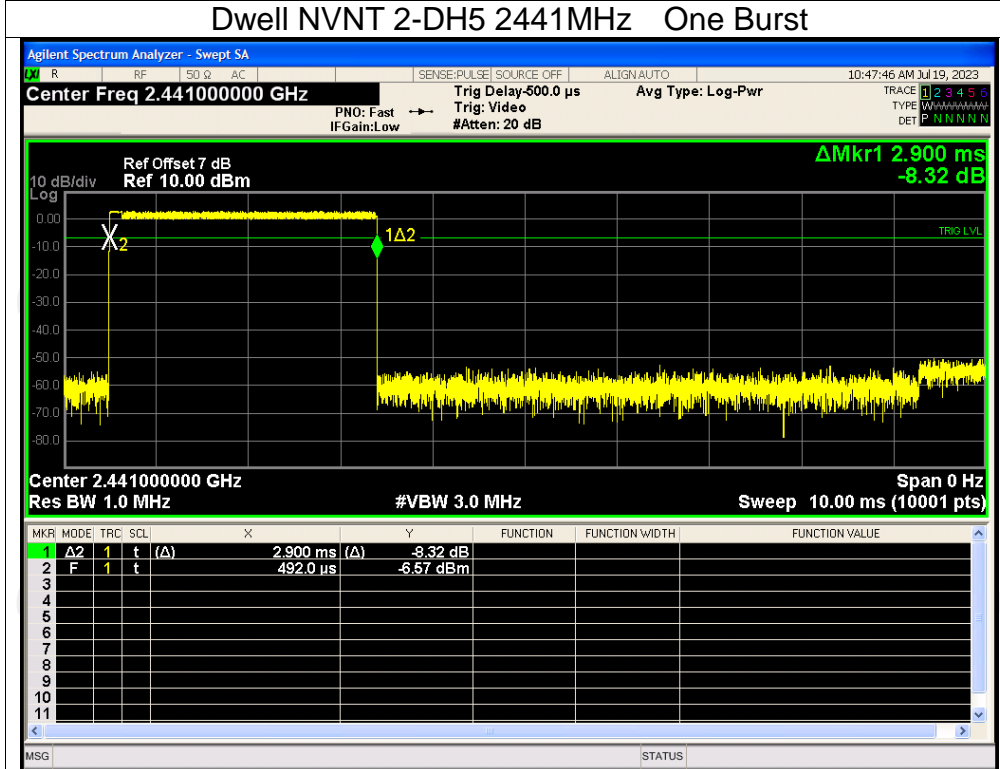 Dwell NVNT 2-DH5 2441MHz One Burst
Agilent Spectrum Analyzer - Swept SA
LXI R RF 50 Ω AC SENSE:PULSE SOURCE OFF ALIGN AUTO 10:47:46 AM Jul 19, 2023
Center Freq 2.441000000 GHz
PNO: Fast
IFGain:Low
Trig Delay-500.0 µs
Trig: Video
#Atten: 20 dB
Avg Type: Log-Pwr
TRACE 1 2 3 4 5 6
TYPE WWWWWW
DET P N N N N N
ΔMkr1 2.900 ms
-8.32 dB
Ref Offset 7 dB
10 dB/div Ref 10.00 dBm
Log
0.00
-10.0
-20.0
-30.0
-40.0
-50.0
-60.0
-70.0
-80.0
2
1Δ2
TRIG LVL
Center 2.441000000 GHz Span 0 Hz
Res BW 1.0 MHz #VBW 3.0 MHz Sweep 10.00 ms (10001 pts)
MKR MODE TRC SCL X Y FUNCTION FUNCTION WIDTH FUNCTION VALUE
1 Δ2 1 t (Δ) 2.900 ms (Δ) -8.32 dB
2 F 1 t 492.0 µs -6.57 dBm
3
4
5
6
7
8
9
10
11
MSG STATUS